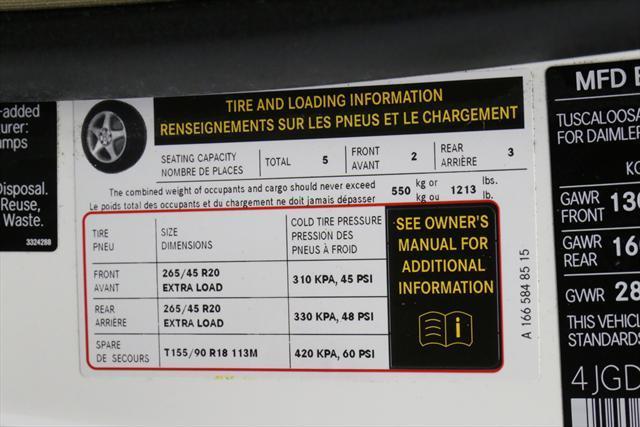 -added
urer:
amps
Disposal.
Reuse,
Waste.
3324288
TIRE AND LOADING INFORMATION
RENSEIGNEMENTS SUR LES PNEUS ET LE CHARGEMENT
SEATING CAPACITY
NOMBRE DE PLACES
TOTAL 5
FRONT
AVANT 2
REAR
ARRIÈRE 3
The combined weight of occupants and cargo should never exceed 550 kg or 1213 lbs.
Le poids total des occupants et du chargement ne doit jamais dépasser kg ou lb.
TIRE
PNEU
SIZE
DIMENSIONS
COLD TIRE PRESSURE
PRESSION DES
PNEUS À FROID
FRONT
AVANT
265/45 R20
EXTRA LOAD
310 KPA, 45 PSI
REAR
ARRIÈRE
265/45 R20
EXTRA LOAD
330 KPA, 48 PSI
SPARE
DE SECOURS
T155/90 R18 113M
420 KPA, 60 PSI
SEE OWNER'S
MANUAL FOR
ADDITIONAL
INFORMATION
i
A 166 584 85 15
MFD B
TUSCALOOSA
FOR DAIMLER
KG
GAWR
FRONT 130
GAWR
REAR 16
GVWR 28
THIS VEHICL
STANDARDS
4JGD